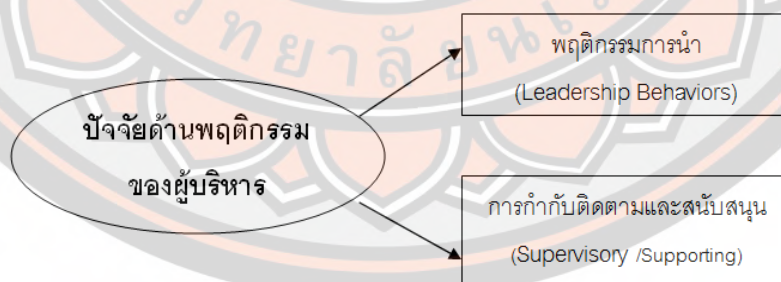 พฤติกรรมการนำ
(Leadership Behaviors)
ปัจจัยด้านพฤติกรรม
ของผู้บริหาร
การกำกับติดตามและสนับสนุน
(Supervisory /Supporting)